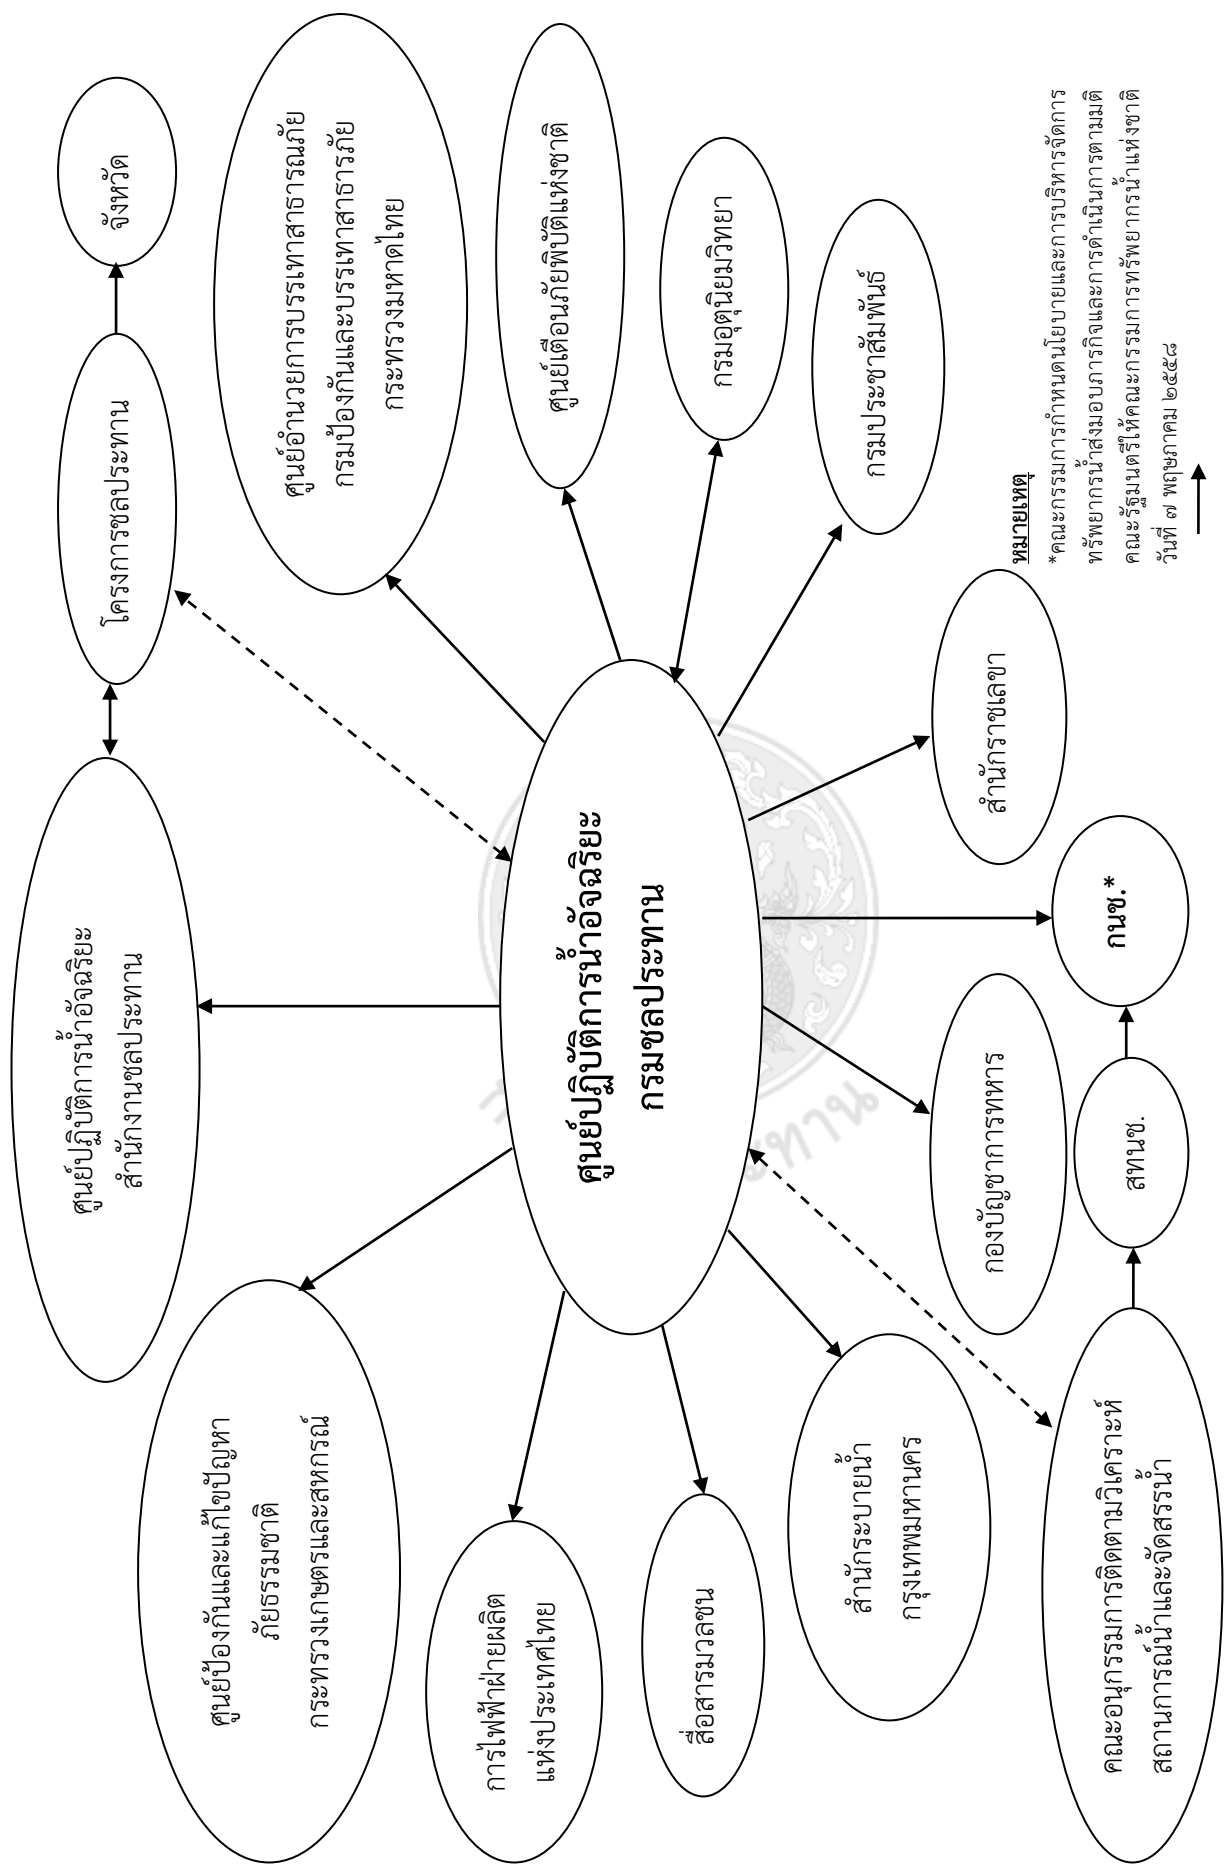 ศูนย์ปฏิบัติการน้ำอัจฉริยะ
สำนักงานชลประทาน
โครงการชลประทาน
จังหวัด
ศูนย์ป้องกันและแก้ไขปัญหา
ภัยธรรมชาติ
กระทรวงเกษตรและสหกรณ์
ศูนย์อำนวยการบรรเทาสาธารณภัย
กรมป้องกันและบรรเทาสาธารภัย
กระทรวงมหาดไทย
การไฟฟ้าฝ่ายผลิต
แห่งประเทศไทย
ศูนย์ปฏิบัติการน้ำอัจฉริยะ
กรมชลประทาน
ศูนย์เตือนภัยพิบัติแห่งชาติ
สื่อสารมวลชน
กรมอุตุนิยมวิทยา
สำนักระบายน้ำ
กรุงเทพมหานคร
กรมประชาสัมพันธ์
กองบัญชาการทหาร
สำนักราชเลขา
คณะอนุกรรมการติดตามวิเคราะห์
สถานการณ์น้ำและจัดสรรน้ำ
สทนช.
กนช.*
หมายเหตุ
*คณะกรรมการกำหนดนโยบายและการบริหารจัดการ
ทรัพยากรน้ำส่งมอบภารกิจและการดำเนินการตามมติ
คณะรัฐมนตรีให้คณะกรรมการทรัพยากรน้ำแห่งชาติ
วันที่ ๗ พฤษภาคม ๒๕๕๘
ะทาน